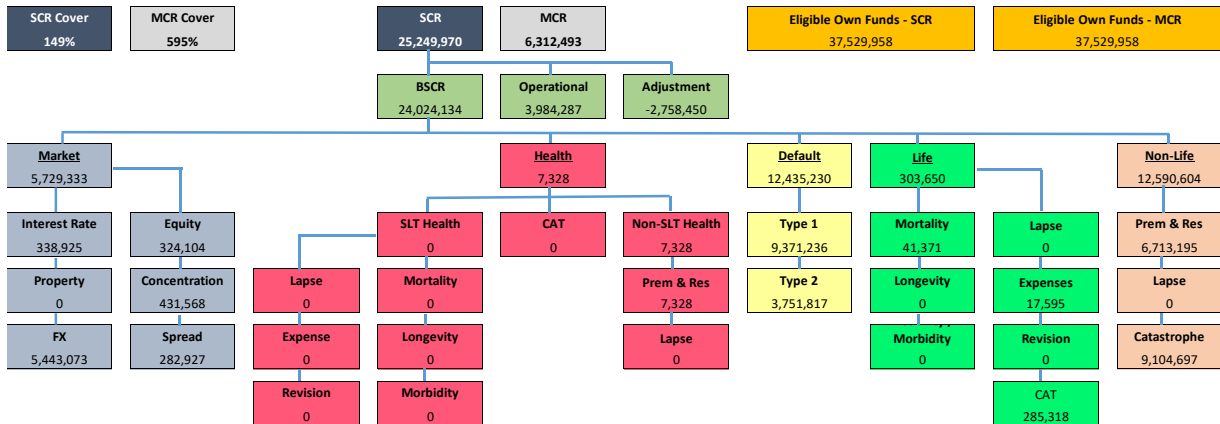 SCR Cover
149%
MCR Cover
595%
SCR
25,249,970
MCR
6,312,493
Eligible Own Funds - SCR
37,529,958
Eligible Own Funds - MCR
37,529,958
BSCR
24,024,134
Operational
3,984,287
Adjustment
-2,758,450
Market
5,729,333
Health
7,328
Default
12,435,230
Life
303,650
Non-Life
12,590,604
Interest Rate
338,925
Equity
324,104
SLT Health
0
CAT
0
Non-SLT Health
7,328
Type 1
9,371,236
Mortality
41,371
Lapse
0
Prem & Res
6,713,195
Property
0
Concentration
431,568
Lapse
0
Mortality
0
Prem & Res
7,328
Type 2
3,751,817
Longevity
0
Expenses
17,595
Lapse
0
FX
5,443,073
Spread
282,927
Expense
0
Longevity
0
Lapse
0
Morbidity
0
Revision
0
Catastrophe
9,104,697
Revision
0
Morbidity
0
CAT
285,318